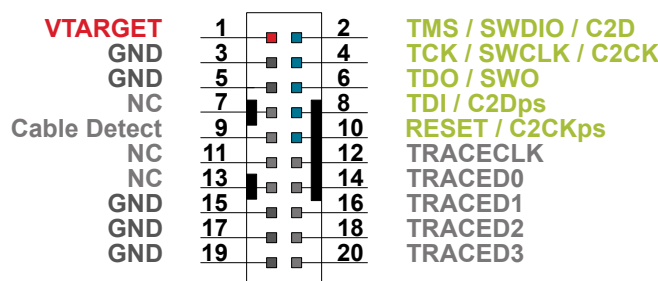 VTARGET 1 2 TMS / SWDIO / C2D
GND 3 4 TCK / SWCLK / C2CK
GND 5 6 TDO / SWO
NC 7 8 TDI / C2Dps
Cable Detect 9 10 RESET / C2CKps
NC 11 12 TRACECLK
NC 13 14 TRACED0
GND 15 16 TRACED1
GND 17 18 TRACED2
GND 19 20 TRACED3